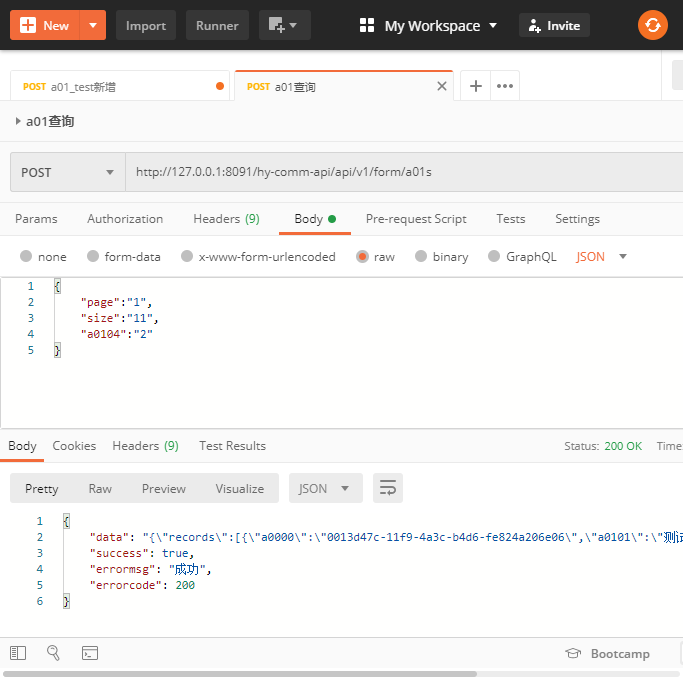 New Import Runner My Workspace Invite
POST a01_test新增 POST a01查询
a01查询
POST http://127.0.0.1:8091/hy-comm-api/api/v1/form/a01s
Params Authorization Headers (9) Body Pre-request Script Tests Settings
none form-data x-www-form-urlencoded raw binary GraphQL JSON
1 {
2 "page":"1",
3 "size":"11",
4 "a0104":"2"
5 }
Body Cookies Headers (9) Test Results Status: 200 OK Time:
Pretty Raw Preview Visualize JSON
1 {
2 "data": "{\"records\":[{\"a0000\":\"0013d47c-11f9-4a3c-b4d6-fe824a206e06\",\"a0101\":\"测试
3 "success": true,
4 "errormsg": "成功",
5 "errorcode": 200
6 }
Bootcamp